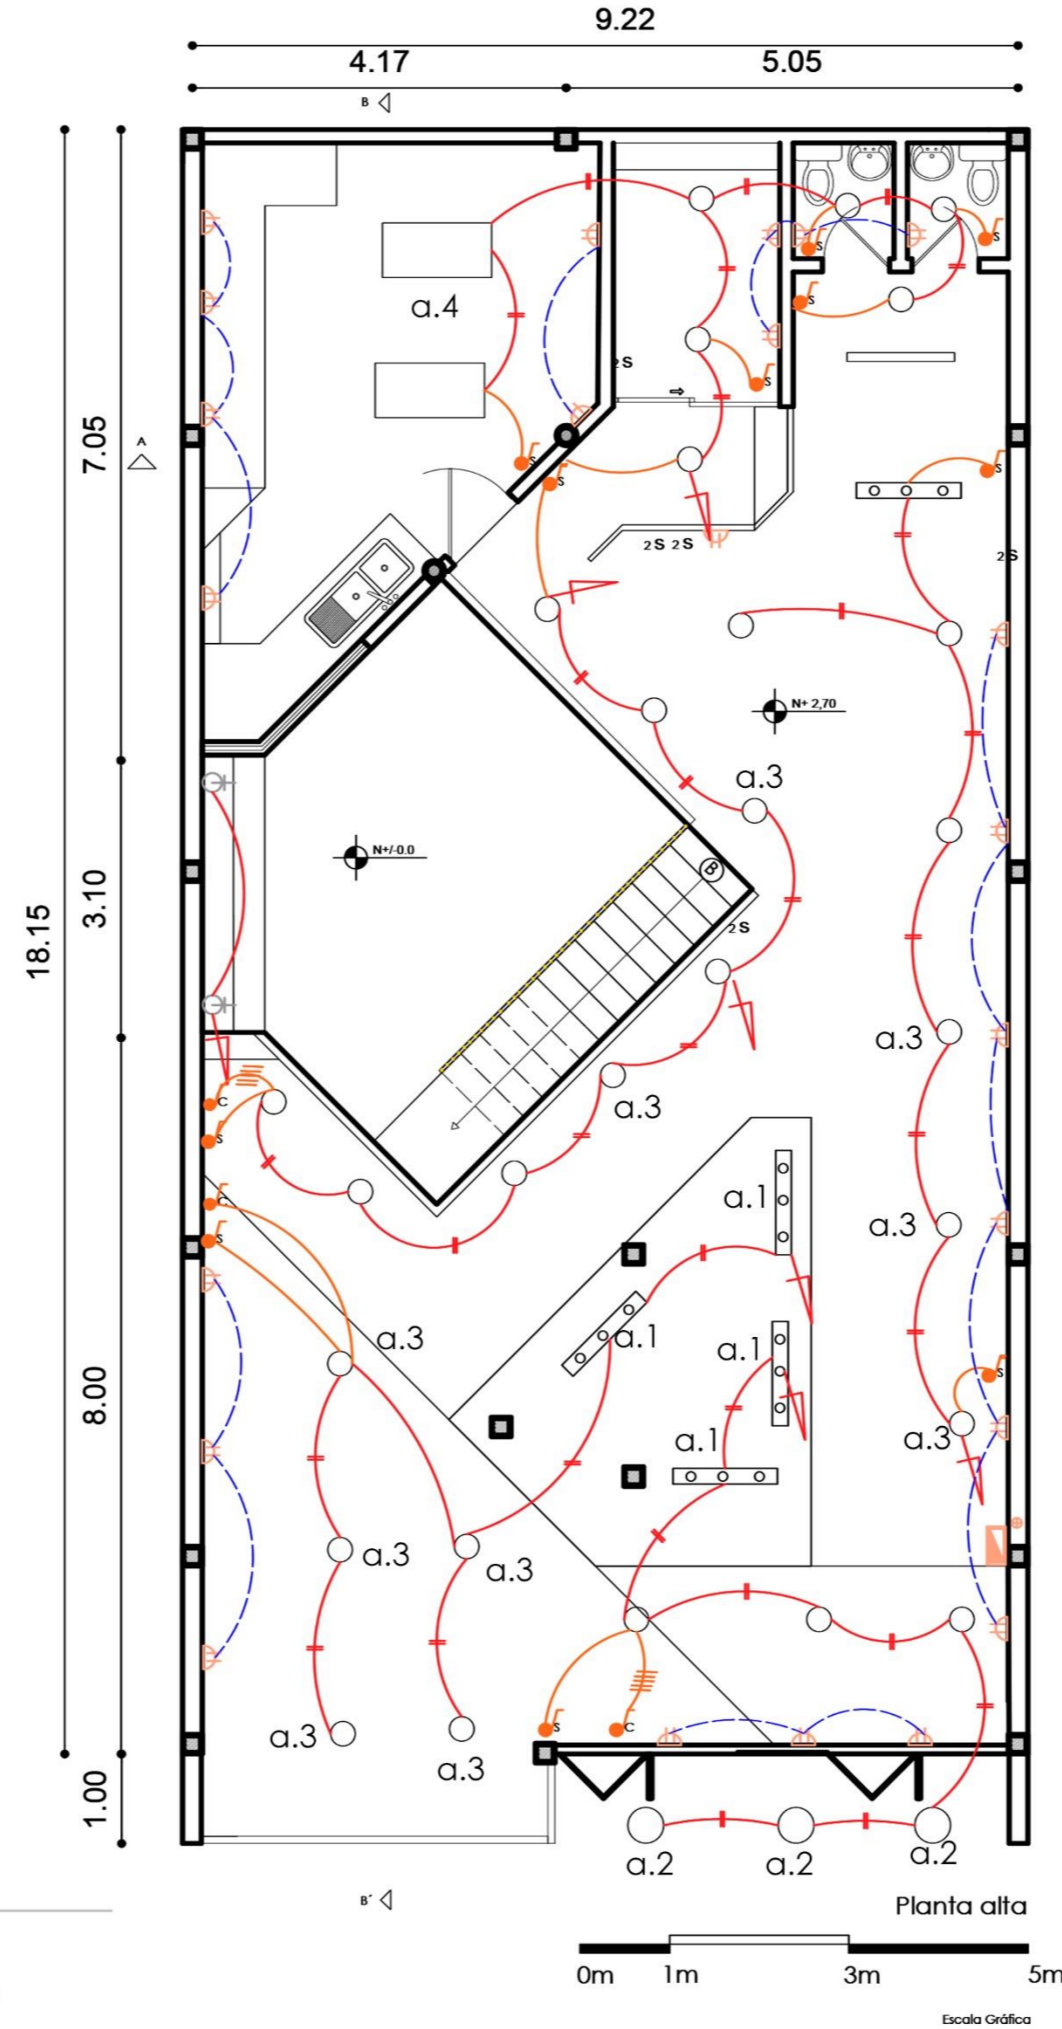 9.22
4.17
5.05
B
a.4
S
S
S
2S
S
7.05
A
S
S
S
2S 2S
2S
N+ 2,70
a.3
N+/-0.0
B
3.10
18.15
2S
a.3
a.3
C
S
a.1
a.3
C
S
a.3
a.1
a.1
S
8.00
a.1
a.3
a.3
a.3
a.3
S
C
a.3
1.00
a.2
a.2
a.2
B´
Planta alta
0m
1m
3m
5m
Escala Gráfica